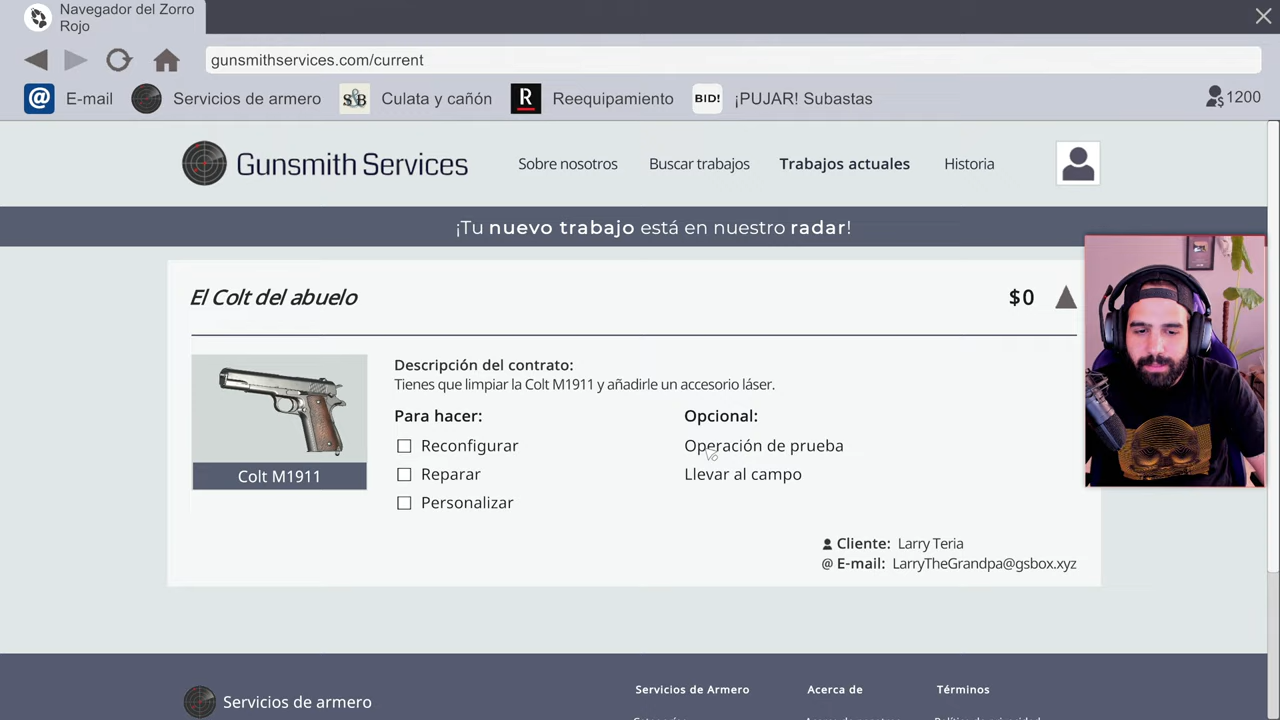 Navegador del Zorro
Rojo
gunsmithservices.com/current
@ E-mail
Servicios de armero
S&B Culata y cañón
R Reequipamiento
BID! ¡PUJAR! Subastas
1200
Gunsmith Services
Sobre nosotros
Buscar trabajos
Trabajos actuales
Historia
¡Tu nuevo trabajo está en nuestro radar!
El Colt del abuelo
$0
Descripción del contrato:
Tienes que limpiar la Colt M1911 y añadirle un accesorio láser.
Para hacer:
Reconfigurar
Reparar
Personalizar
Opcional:
Operación de prueba
Llevar al campo
Colt M1911
Cliente: Larry Teria
@ E-mail: LarryTheGrandpa@gsbox.xyz
Servicios de armero
Servicios de Armero
Acerca de
Términos